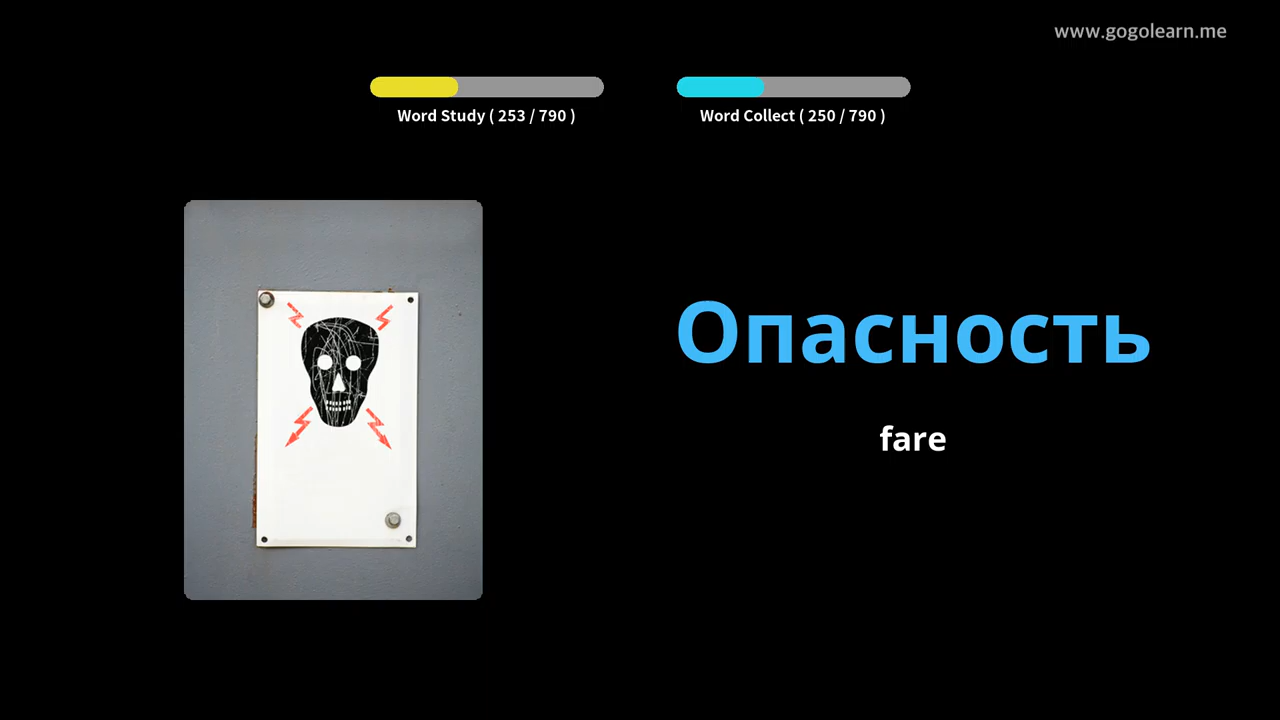 www.gogolearn.me
Word Study ( 253 / 790 )
Word Collect ( 250 / 790 )
Опасность
fare